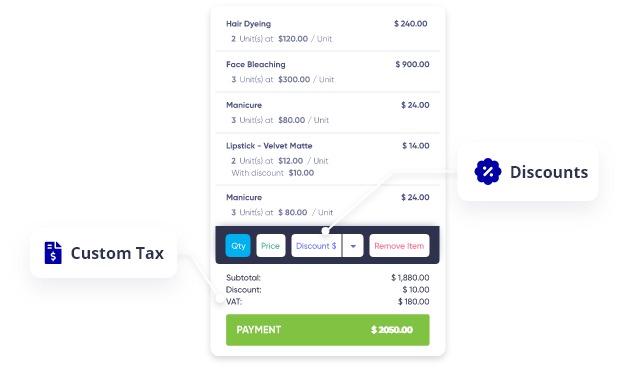 Hair Dyeing $ 240.00
2 Unit(s) at $120.00 / Unit
Face Bleaching $ 900.00
3 Unit(s) at $300.00 / Unit
Manicure $ 24.00
3 Unit(s) at $80.00 / Unit
Lipstick - Velvet Matte $ 14.00
2 Unit(s) at $12.00 / Unit
With discount $10.00
Manicure $ 24.00
3 Unit(s) at $ 80.00 / Unit
Discounts
Custom Tax
Qty Price Discount $ Remove Item
Subtotal: $ 1,880.00
Discount: $ 10.00
VAT: $ 180.00
PAYMENT $ 2050.00